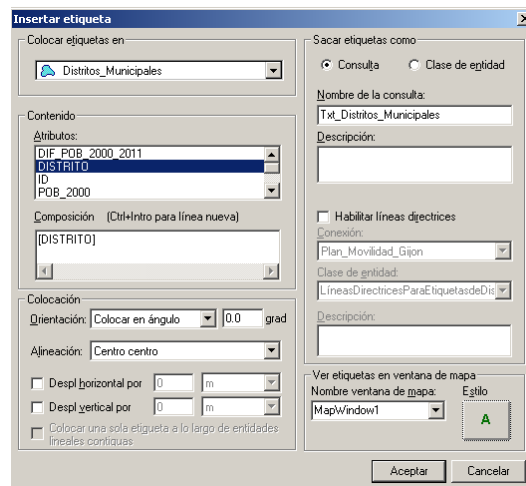 Insertar etiqueta
Colocar etiquetas en
Distritos_Municipales
Contenido
Atributos:
DIF_POB_2000_2011
DISTRITO
ID
POB_2000
Composición (Ctrl+Intro para línea nueva)
[DISTRITO]
Colocación
Orientación: Colocar en ángulo 0.0 grad
Alineación: Centro centro
Despl horizontal por 0 m
Despl vertical por 0 m
Colocar una sola etiqueta a lo largo de entidades
lineales contiguas
Sacar etiquetas como
Consulta Clase de entidad
Nombre de la consulta:
Txt_Distritos_Municipales
Descripción:
Habilitar líneas directrices
Conexión:
Plan_Movilidad_Gijon
Clase de entidad:
LíneasDirectricesParaEtiquetasdeDis
Descripción:
Ver etiquetas en ventana de mapa
Nombre ventana de mapa: Estilo
MapWindow1 A
Aceptar Cancelar